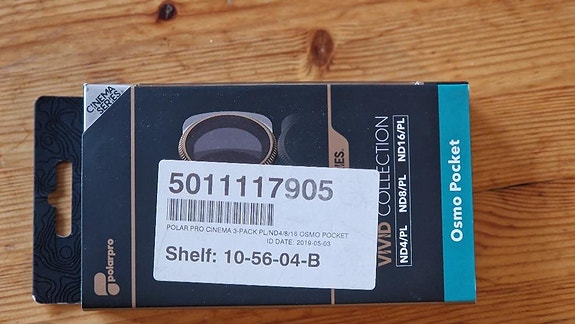 CINEMA
SERIES
polarpro
5011117905
POLAR PRO CINEMA 3-PACK PL/ND4/8/16 OSMO POCKET
ID DATE: 2019-05-03
Shelf: 10-56-04-B
VIVID COLLECTION
ND4/PL ND8/PL ND16/PL
Osmo Pocket